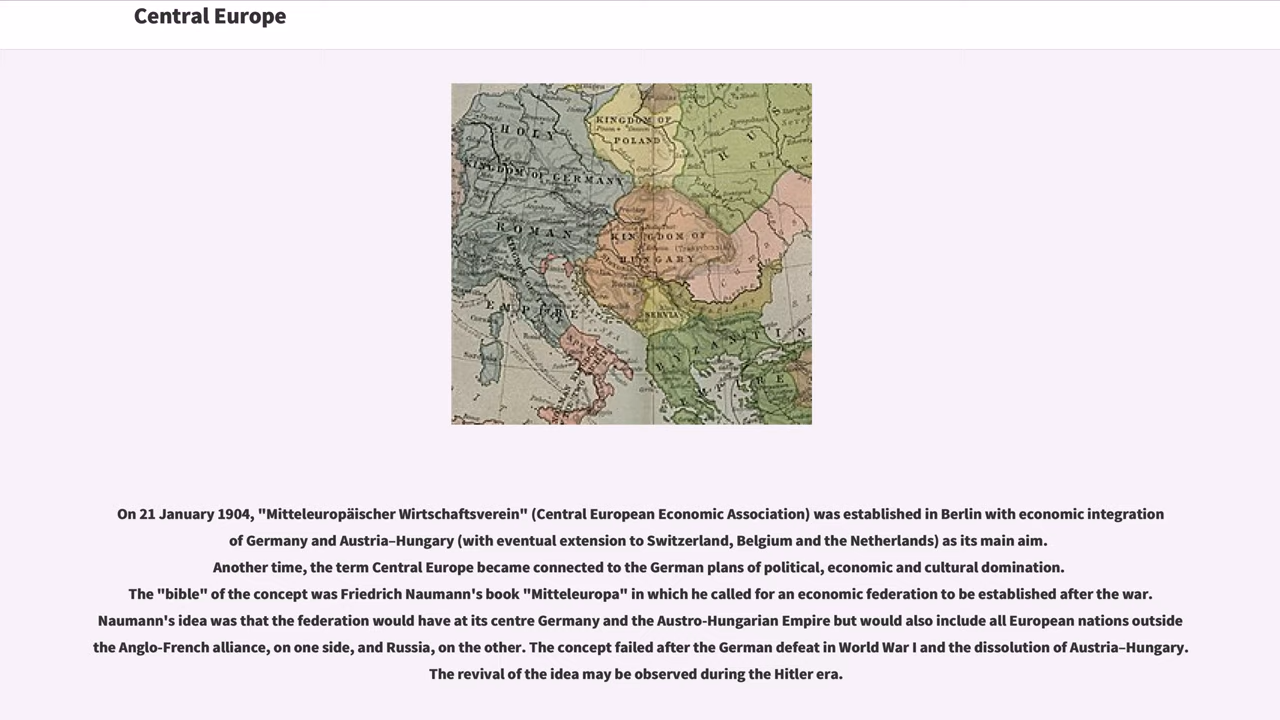 Central Europe
KINGDOM OF
POLAND
HOLY
KINGDOM OF GERMANY
ROMAN
KINGDOM OF
(Transylvania)
HUNGARY
EMPIRE
SERVIA
BYZANTIN
EMPIRE
On 21 January 1904, "Mitteleuropäischer Wirtschaftsverein" (Central European Economic Association) was established in Berlin with economic integration
of Germany and Austria–Hungary (with eventual extension to Switzerland, Belgium and the Netherlands) as its main aim.
Another time, the term Central Europe became connected to the German plans of political, economic and cultural domination.
The "bible" of the concept was Friedrich Naumann's book "Mitteleuropa" in which he called for an economic federation to be established after the war.
Naumann's idea was that the federation would have at its centre Germany and the Austro-Hungarian Empire but would also include all European nations outside
the Anglo-French alliance, on one side, and Russia, on the other. The concept failed after the German defeat in World War I and the dissolution of Austria–Hungary.
The revival of the idea may be observed during the Hitler era.